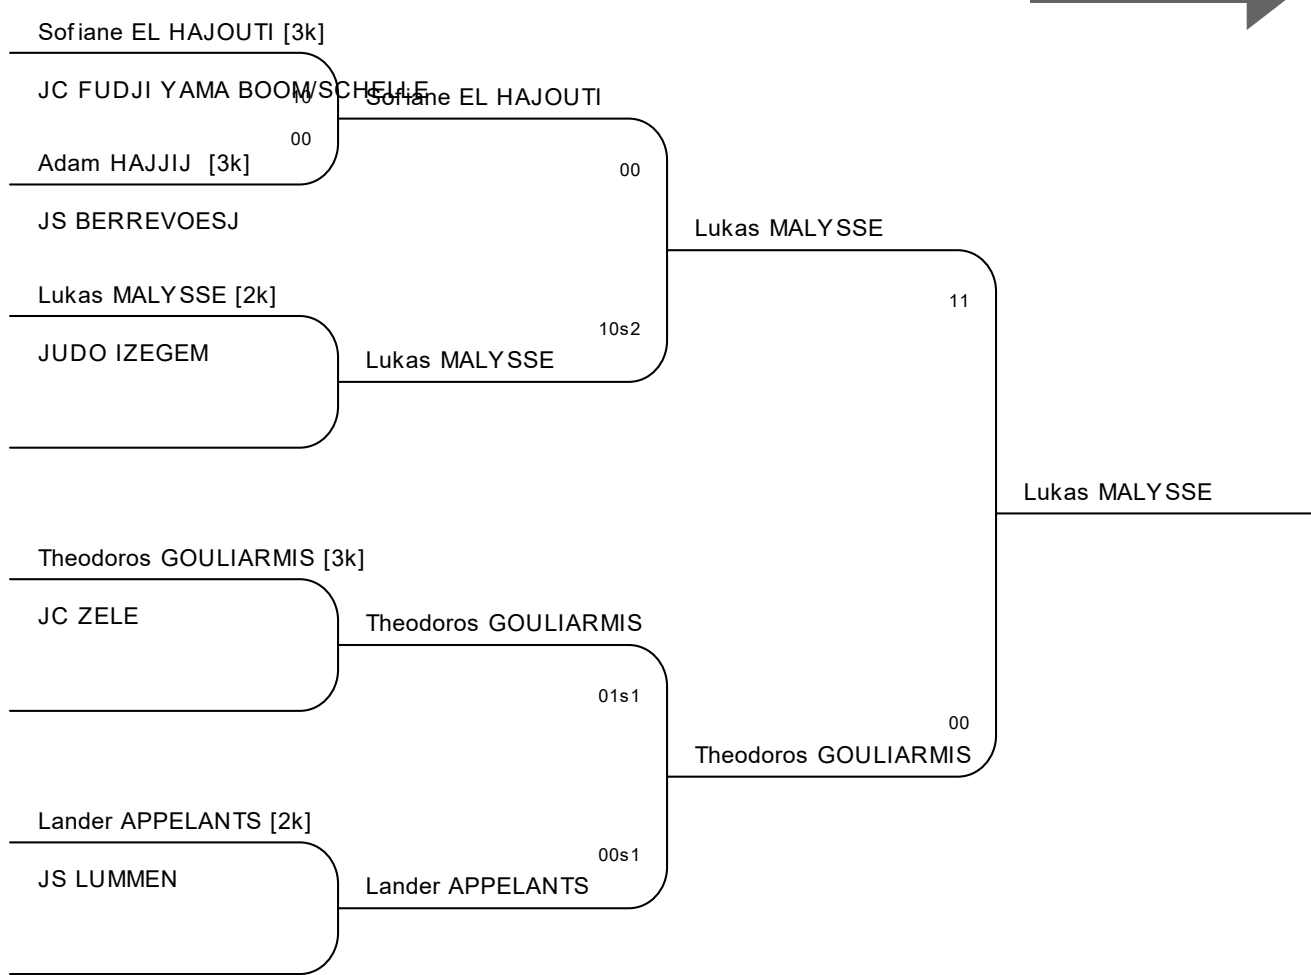 Sofiane EL HAJOUTI [3k]
JC FUDJI YAMA BOOM/SCHELLE
10
Sofiane EL HAJOUTI
00
Adam HAJJIJ [3k]
00
JS BERREVOESJ
Lukas MALYSSE
Lukas MALYSSE [2k]
11
10s2
JUDO IZEGEM
Lukas MALYSSE
Lukas MALYSSE
Theodoros GOULIARMIS [3k]
JC ZELE
Theodoros GOULIARMIS
01s1
00
Theodoros GOULIARMIS
Lander APPELANTS [2k]
00s1
JS LUMMEN
Lander APPELANTS